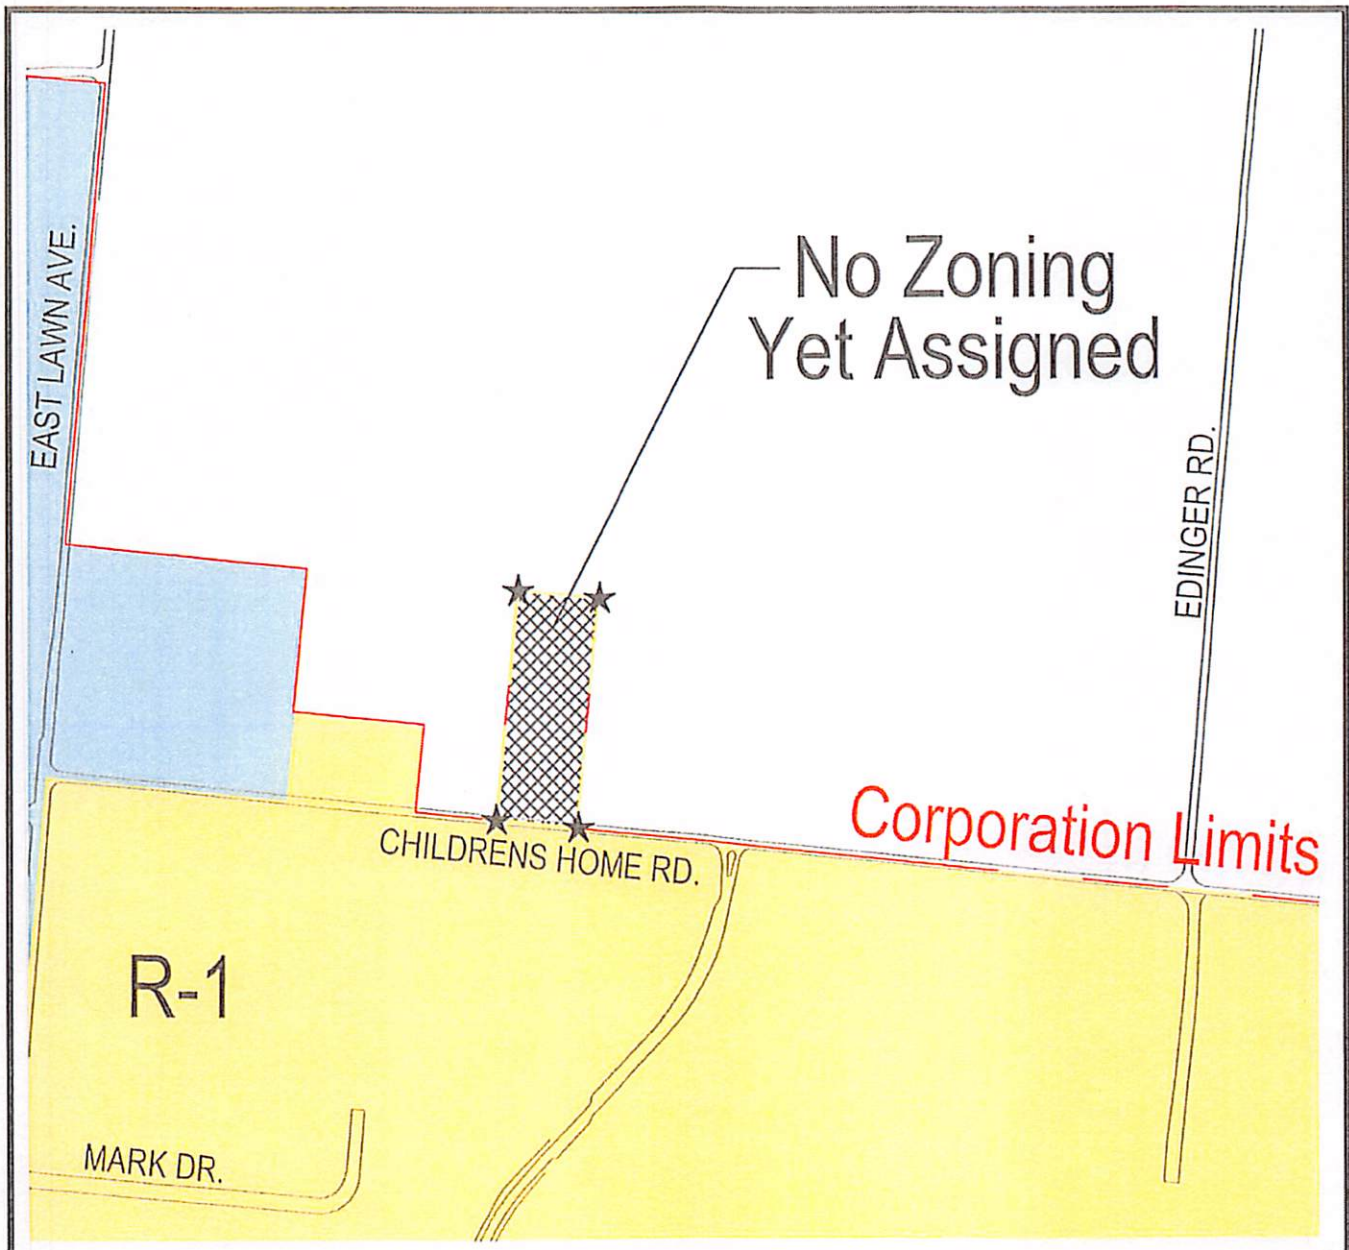 No Zoning
Yet Assigned
EAST LAWN AVE.
EDINGER RD.
Corporation Limits
CHILDRENS HOME RD.
R-1
MARK DR.